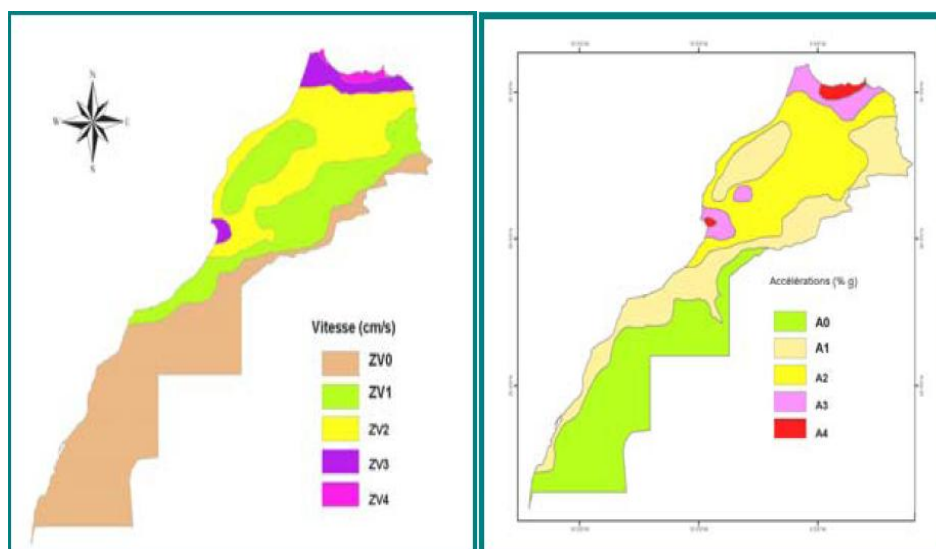 N
W E
S
Vitesse (cm/s)
ZV0
ZV1
ZV2
ZV3
ZV4
Accélérations (% g)
A0
A1
A2
A3
A4